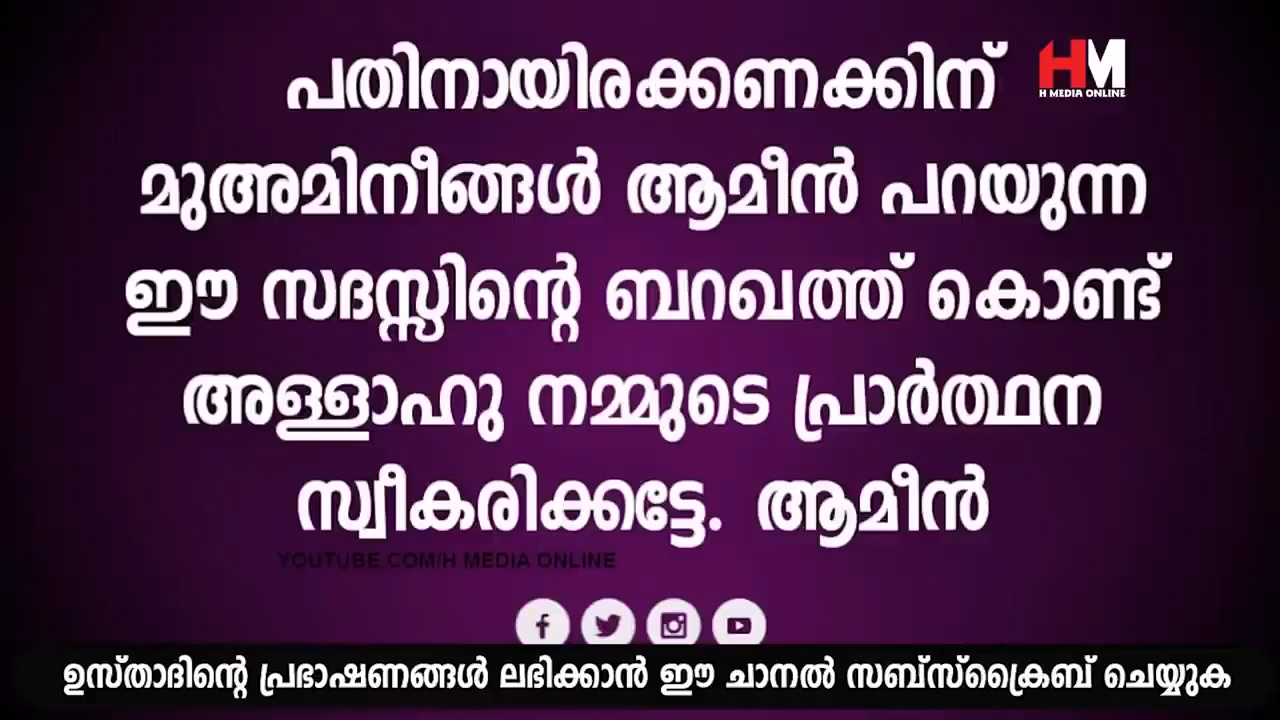 പതിനായിരക്കണക്കിന്
HM
H MEDIA ONLINE
മുഅമിനീങ്ങൾ ആമീൻ പറയുന്ന
ഈ സദസ്സിന്റെ ബറഖത്ത് കൊണ്ട്
അള്ളാഹു നമ്മുടെ പ്രാർത്ഥന
സ്വീകരിക്കട്ടേ. ആമീൻ
YOUTUBE.COM/H MEDIA ONLINE
ഉസ്താദിന്റെ പ്രഭാഷണങ്ങൾ ലഭിക്കാൻ ഈ ചാനൽ സബ്സ്ക്രൈബ് ചെയ്യുക